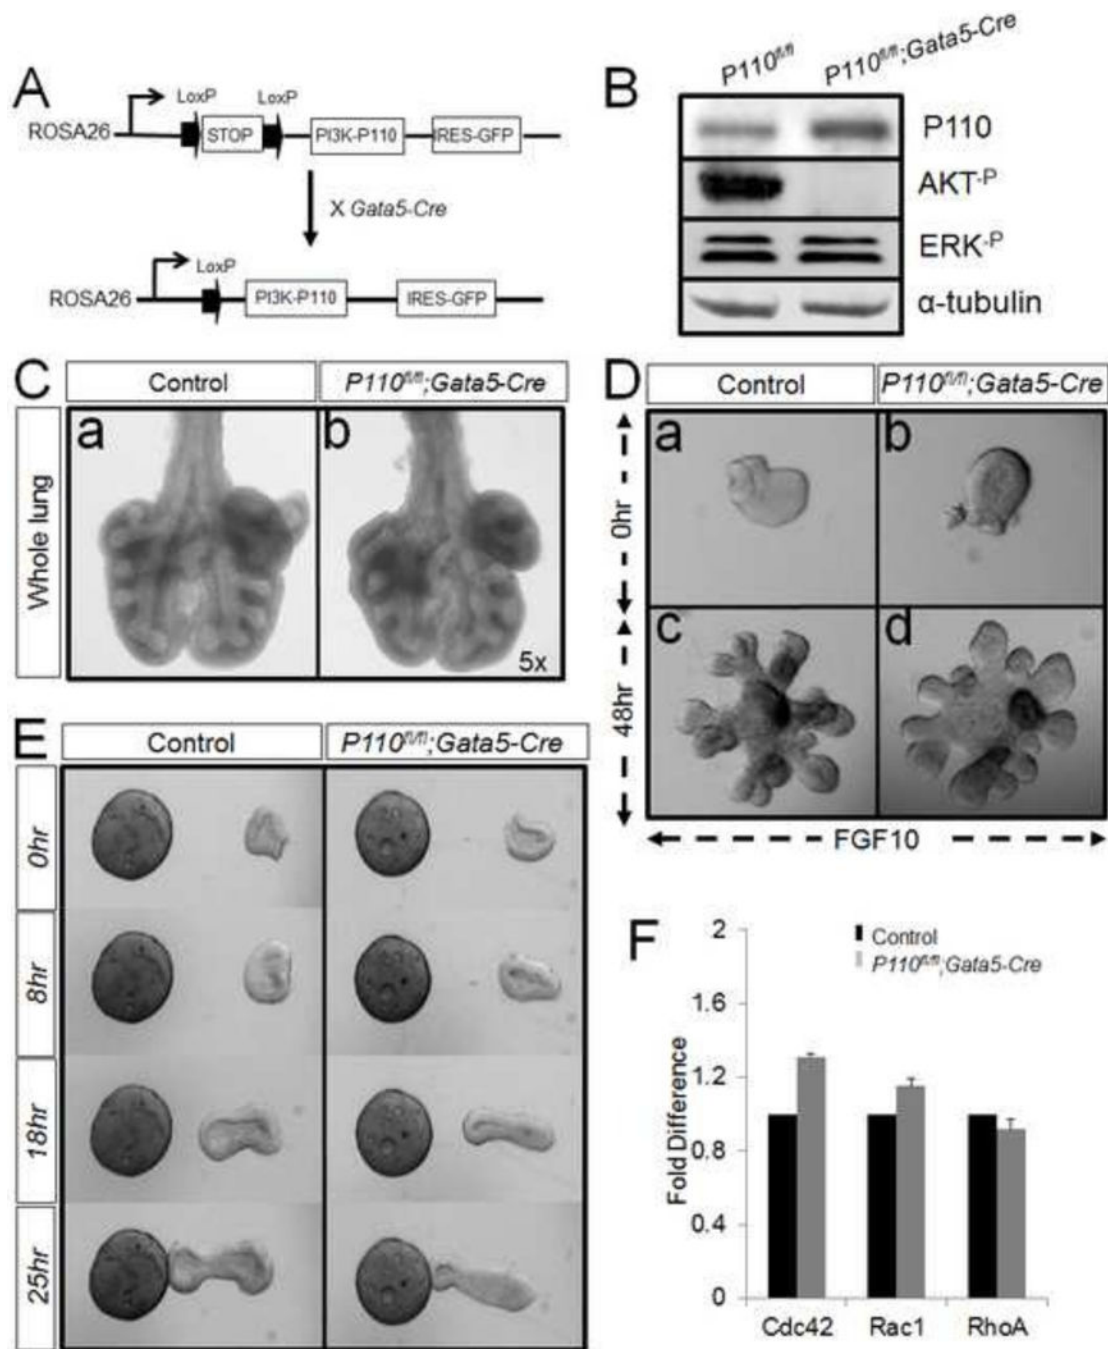 A
ROSA26
LoxP
STOP
LoxP
PI3K-P110
IRES-GFP
X Gata5-Cre
ROSA26
LoxP
PI3K-P110
IRES-GFP
B
P110fl/fl
P110fl/fl;Gata5-Cre
P110
AKT-P
ERK-P
α-tubulin
C
Control
P110fl/fl;Gata5-Cre
Whole lung
a
b
5x
D
Control
P110fl/fl;Gata5-Cre
0hr
a
b
48hr
c
d
FGF10
E
Control
P110fl/fl;Gata5-Cre
0hr
8hr
18hr
25hr
F
Control
P110fl/fl;Gata5-Cre
Fold Difference
2
1.6
1.2
0.8
0.4
0
Cdc42
Rac1
RhoA